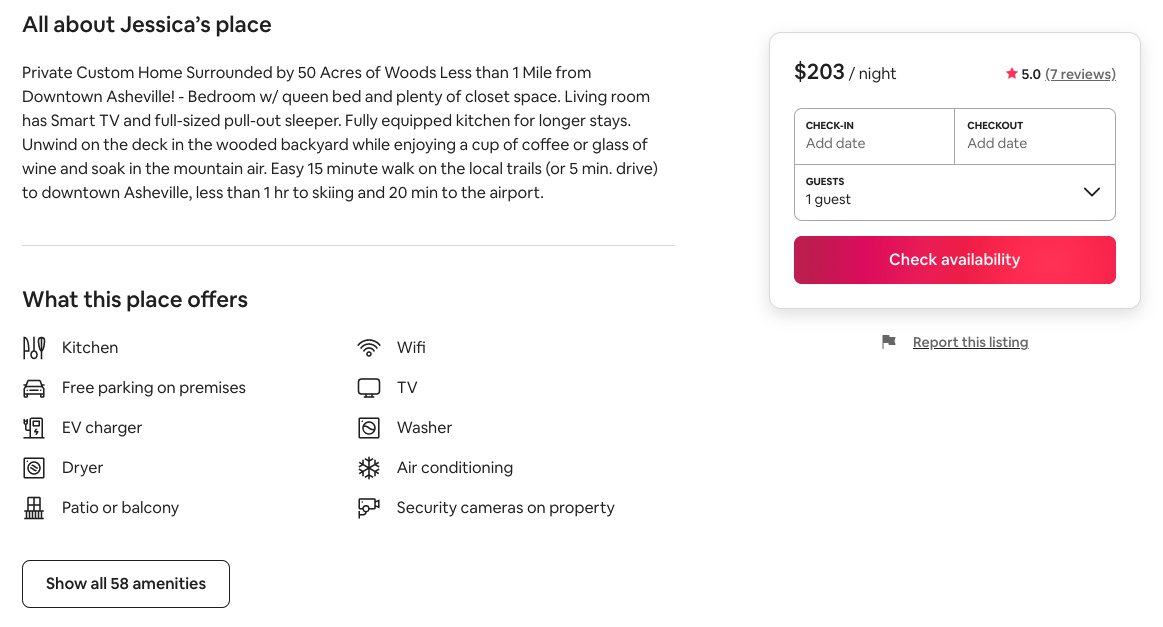 All about Jessica’s place
Private Custom Home Surrounded by 50 Acres of Woods Less than 1 Mile from
Downtown Asheville! - Bedroom w/ queen bed and plenty of closet space. Living room
has Smart TV and full-sized pull-out sleeper. Fully equipped kitchen for longer stays.
Unwind on the deck in the wooded backyard while enjoying a cup of coffee or glass of
wine and soak in the mountain air. Easy 15 minute walk on the local trails (or 5 min. drive)
to downtown Asheville, less than 1 hr to skiing and 20 min to the airport.
What this place offers
Kitchen
Wifi
Free parking on premises
TV
EV charger
Washer
Dryer
Air conditioning
Patio or balcony
Security cameras on property
Show all 58 amenities
$203 / night
5.0 (7 reviews)
CHECK-IN
Add date
CHECKOUT
Add date
GUESTS
1 guest
Check availability
Report this listing